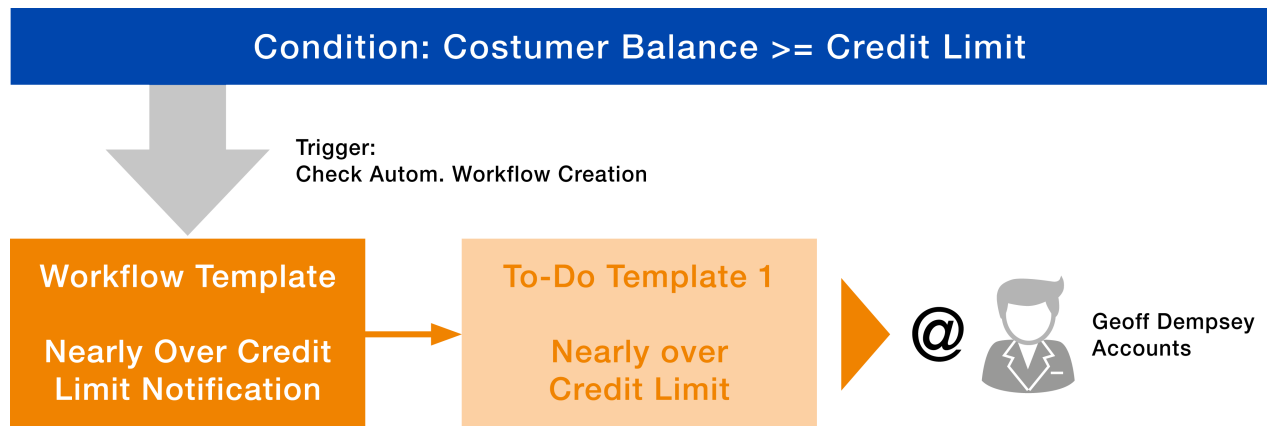 Condition: Costumer Balance >= Credit Limit
Trigger:
Check Autom. Workflow Creation
Workflow Template
Nearly Over Credit
Limit Notification
To-Do Template 1
Nearly over
Credit Limit
@
Geoff Dempsey
Accounts